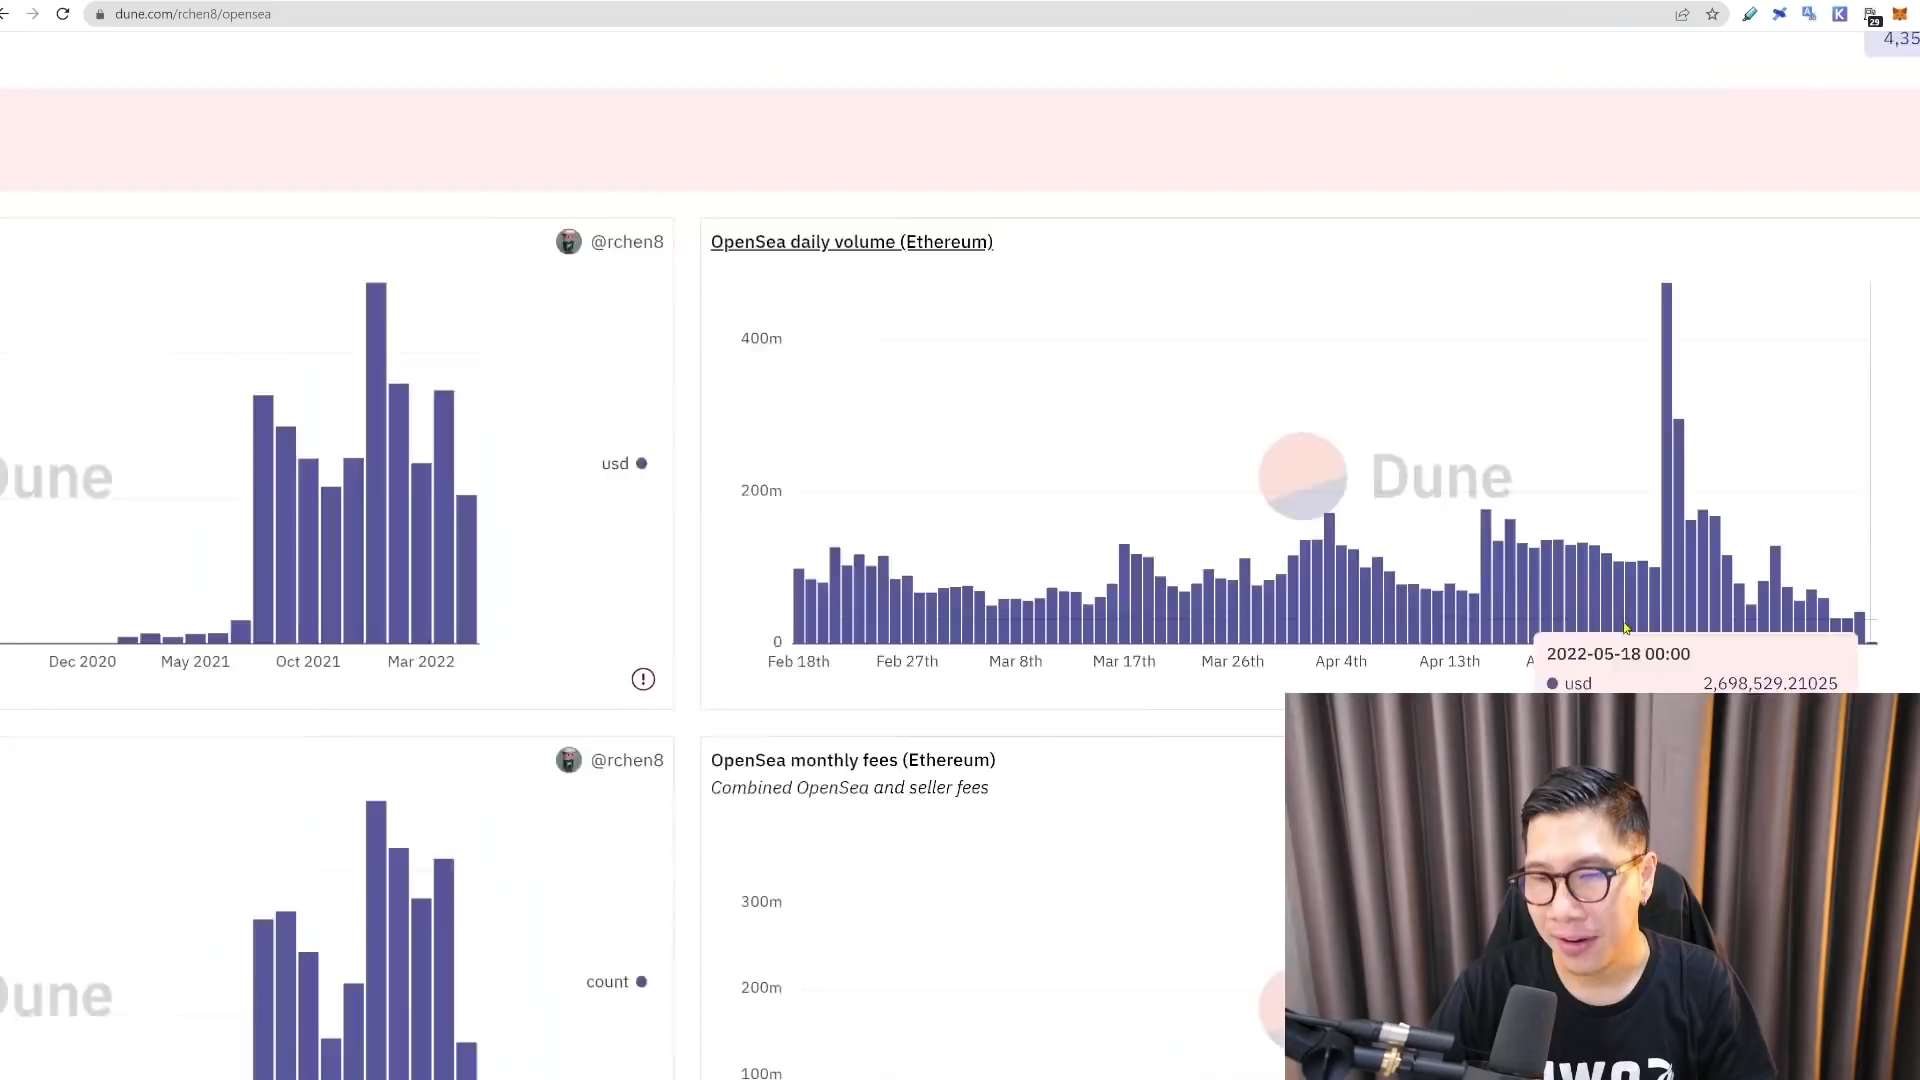 dune.com/rchen8/opensea
29
4,35
@rchen8
OpenSea daily volume (Ethereum)
400m
200m
0
usd
Dune
Dune
Dec 2020
May 2021
Oct 2021
Mar 2022
Feb 18th
Feb 27th
Mar 8th
Mar 17th
Mar 26th
Apr 4th
Apr 13th
A
2022-05-18 00:00
usd
2,698,529.21025
@rchen8
OpenSea monthly fees (Ethereum)
Combined OpenSea and seller fees
300m
200m
100m
count
Dune